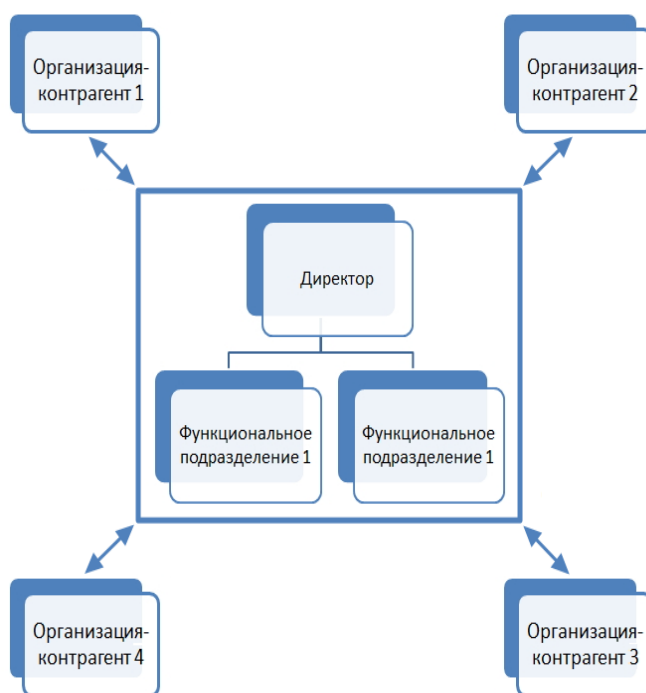 Организация-
контрагент 1
Организация-
контрагент 2
Директор
Функциональное
подразделение 1
Функциональное
подразделение 1
Организация-
контрагент 4
Организация-
контрагент 3